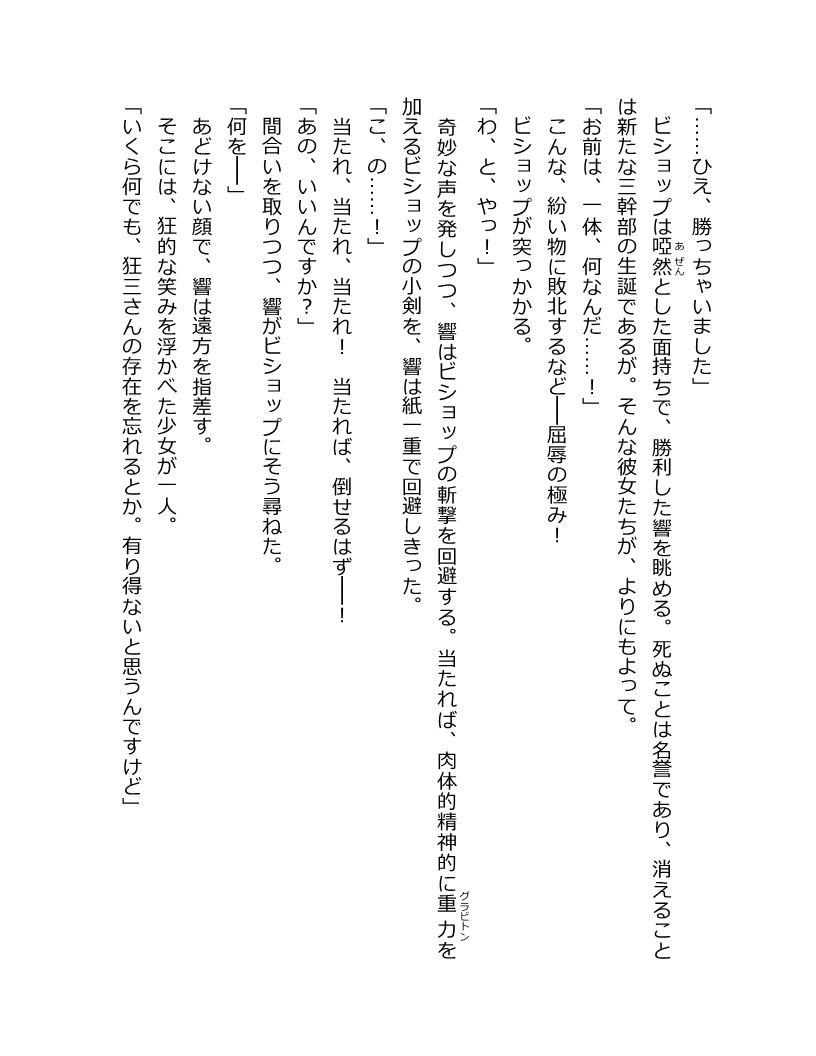 「……ひえ、勝っちゃいました」
　ビショップは啞然とした面持ちで、勝利した響を眺める。死ぬことは名誉であり、消えること
は新たな三幹部の生誕であるが。そんな彼女たちが、よりにもよって。
「お前は、一体、何なんだ……！」
　こんな、紛い物に敗北するなど――屈辱の極み！
　ビショップが突っかかる。
「わ、と、やっ！」
　奇妙な声を発しつつ、響はビショップの斬撃を回避する。当たれば、肉体的精神的に重力を
加えるビショップの小剣を、響は紙一重で回避しきった。
「こ、の……！」
　当たれ、当たれ、当たれ！　当たれば、倒せるはず――！
「あの、いいんですか？」
　間合いを取りつつ、響がビショップにそう尋ねた。
「何を――」
　あどけない顔で、響は遠方を指差す。
　そこには、狂的な笑みを浮かべた少女が一人。
「いくら何でも、狂三さんの存在を忘れるとか。有り得ないと思うんですけど」
あぜん
グラビトン